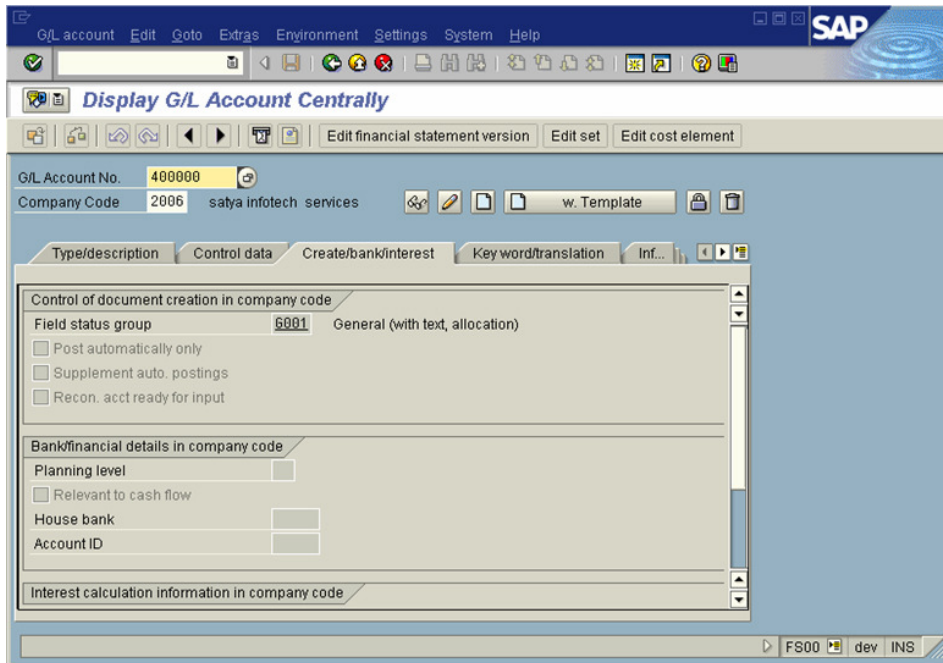 G/L account Edit Goto Extras Environment Settings System Help
SAP
Display G/L Account Centrally
Edit financial statement version Edit set Edit cost element
G/L Account No. 400000
Company Code 2006 satya infotech services w. Template
Type/description Control data Create/bank/interest Key word/translation Inf...
Control of document creation in company code
Field status group G001 General (with text, allocation)
Post automatically only
Supplement auto. postings
Recon. acct ready for input
Bank/financial details in company code
Planning level
Relevant to cash flow
House bank
Account ID
Interest calculation information in company code
FS00 dev INS